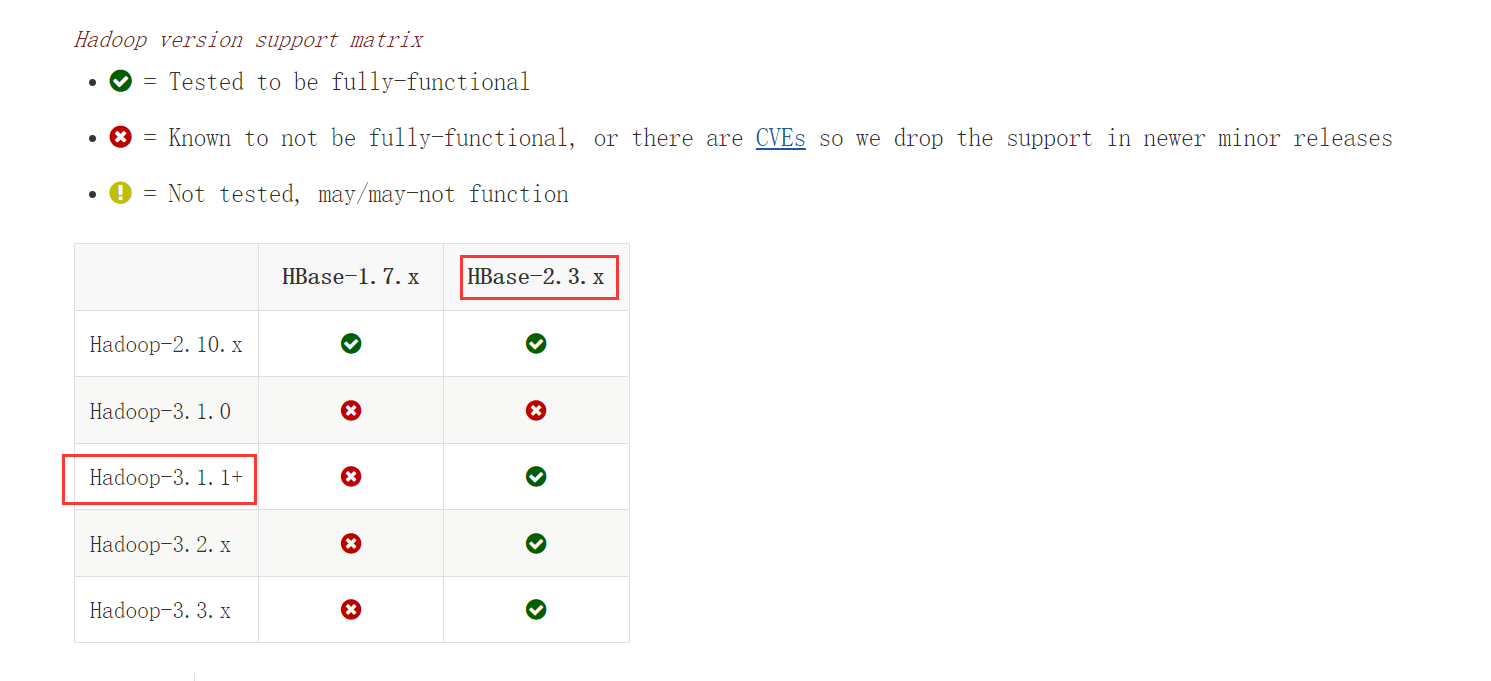 Hadoop version support matrix
= Tested to be fully-functional
= Known to not be fully-functional, or there are CVEs so we drop the support in newer minor releases
= Not tested, may/may-not function
HBase-1.7.x HBase-2.3.x
Hadoop-2.10.x
Hadoop-3.1.0
Hadoop-3.1.1+
Hadoop-3.2.x
Hadoop-3.3.x